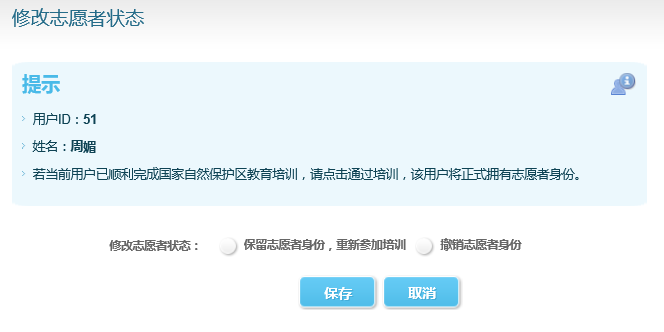 修改志愿者状态
提示
用户ID：51
姓名：周媚
若当前用户已顺利完成国家自然保护区教育培训，请点击通过培训，该用户将正式拥有志愿者身份。
修改志愿者状态： 保留志愿者身份，重新参加培训 撤销志愿者身份
保存 取消